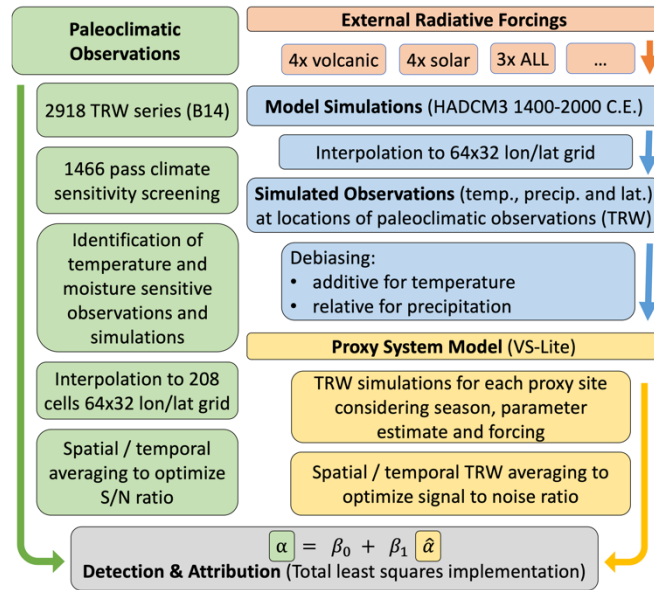 Paleoclimatic
Observations
2918 TRW series (B14)
1466 pass climate
sensitivity screening
Identification of
temperature and
moisture sensitive
observations and
simulations
Interpolation to 208
cells 64x32 lon/lat grid
Spatial / temporal
averaging to optimize
S/N ratio
External Radiative Forcings
4x volcanic
4x solar
3x ALL
...
Model Simulations (HADCM3 1400-2000 C.E.)
Interpolation to 64x32 lon/lat grid
Simulated Observations (temp., precip. and lat.)
at locations of paleoclimatic observations (TRW)
Debiasing:
• additive for temperature
• relative for precipitation
Proxy System Model (VS-Lite)
TRW simulations for each proxy site
considering season, parameter
estimate and forcing
Spatial / temporal TRW averaging to
optimize signal to noise ratio
α = β₀ + β₁ α̂
Detection & Attribution (Total least squares implementation)